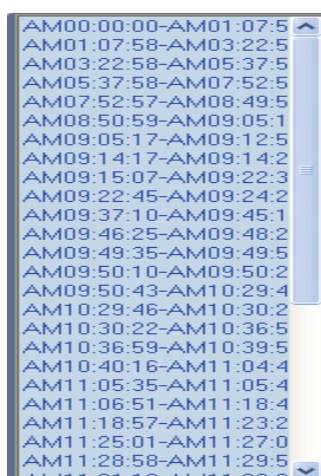 AM00:00:00-AM01:07:5
AM01:07:58-AM03:22:5
AM03:22:58-AM05:37:5
AM05:37:58-AM07:52:5
AM07:52:57-AM08:49:5
AM08:50:59-AM09:05:1
AM09:05:17-AM09:12:5
AM09:14:17-AM09:14:2
AM09:15:07-AM09:22:3
AM09:22:45-AM09:24:2
AM09:37:10-AM09:45:1
AM09:46:25-AM09:48:2
AM09:49:35-AM09:49:5
AM09:50:10-AM09:50:2
AM09:50:43-AM10:29:4
AM10:29:46-AM10:30:2
AM10:30:22-AM10:36:5
AM10:36:59-AM10:39:5
AM10:40:16-AM11:04:4
AM11:05:35-AM11:05:4
AM11:06:51-AM11:18:4
AM11:18:57-AM11:23:2
AM11:25:01-AM11:27:0
AM11:28:58-AM11:29:5